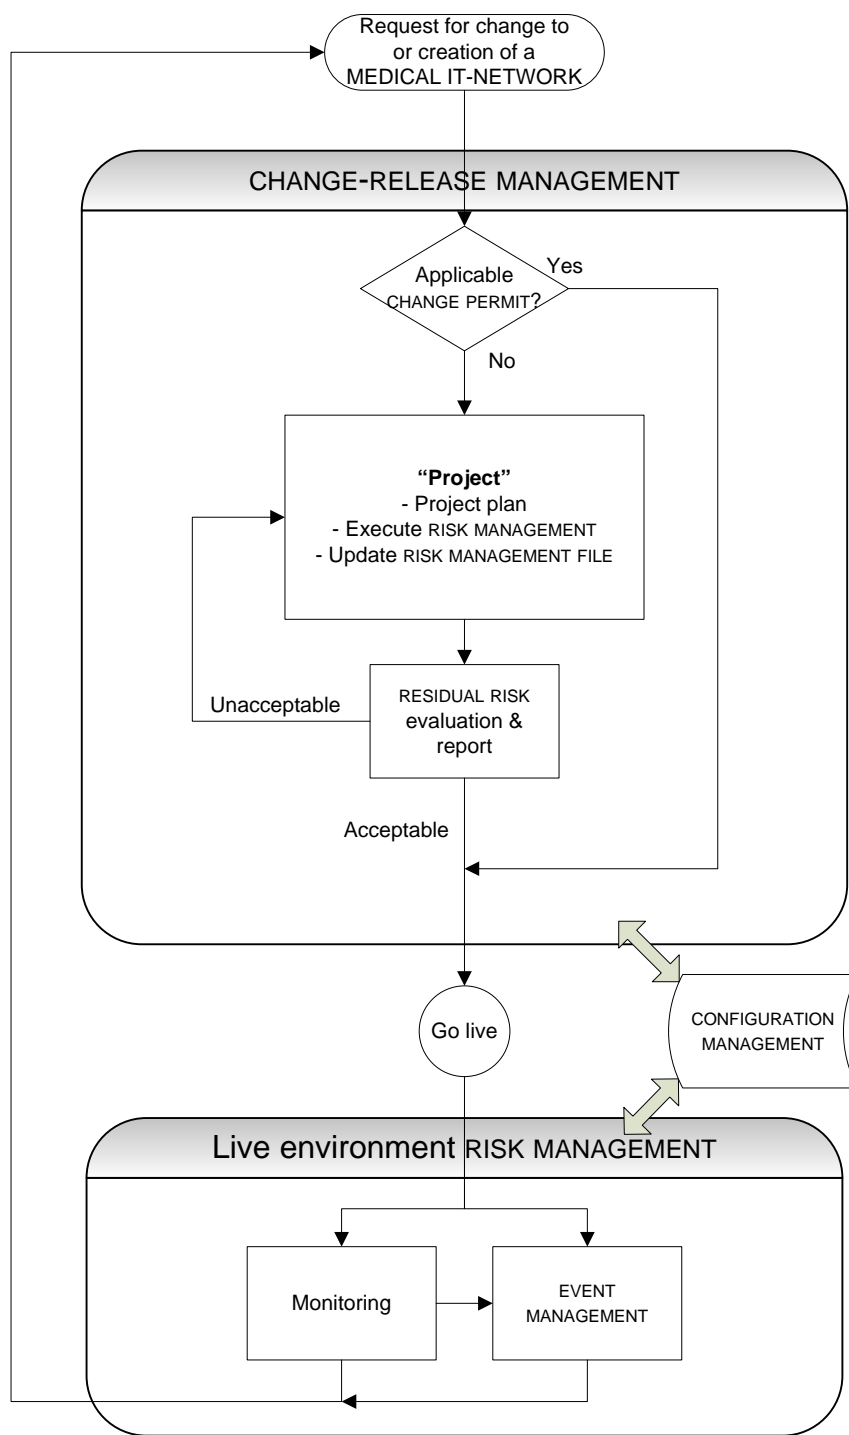 Request for change to
or creation of a
MEDICAL IT-NETWORK
CHANGE-RELEASE MANAGEMENT
Applicable
CHANGE PERMIT?
Yes
No
“Project”
- Project plan
- Execute RISK MANAGEMENT
- Update RISK MANAGEMENT FILE
Unacceptable
RESIDUAL RISK
evaluation &
report
Acceptable
Go live
CONFIGURATION
MANAGEMENT
Live environment RISK MANAGEMENT
Monitoring
EVENT
MANAGEMENT